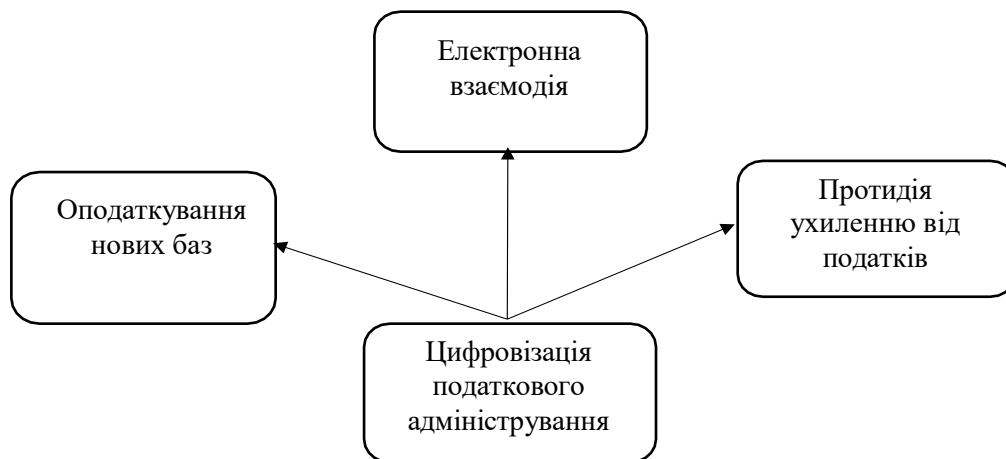 Електронна
взаємодія
Оподаткування
нових баз
Протидія
ухиленню від
податків
Цифровізація
податкового
адміністрування